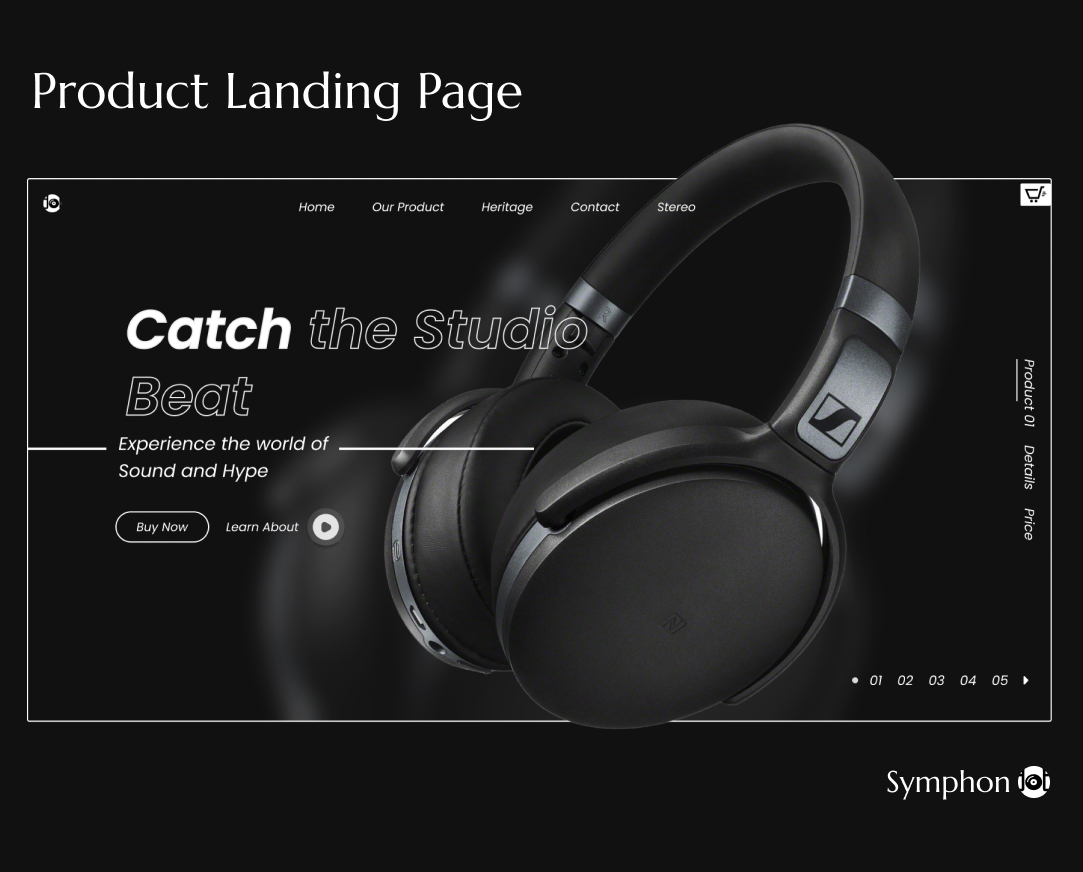 Product Landing Page
Home Our Product Heritage Contact Stereo
Catch the Studio
Beat
Experience the world of
Sound and Hype
Buy Now Learn About
Product 01 Details Price
01 02 03 04 05
Symphon